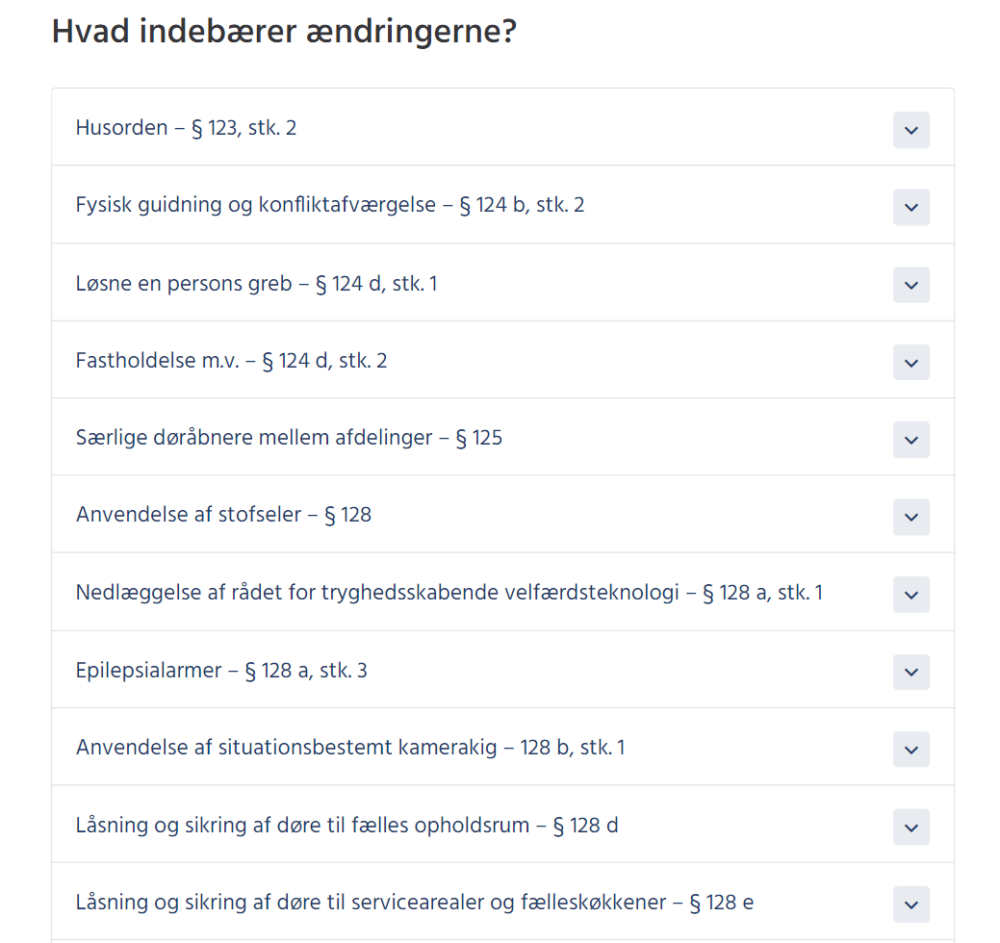 Hvad indebærer ændringerne?
Husorden – § 123, stk. 2
Fysisk guidning og konfliktafværgelse – § 124 b, stk. 2
Løsne en persons greb – § 124 d, stk. 1
Fastholdelse m.v. – § 124 d, stk. 2
Særlige døråbnere mellem afdelinger – § 125
Anvendelse af stofseler – § 128
Nedlæggelse af rådet for tryghedsskabende velfærdsteknologi – § 128 a, stk. 1
Epilepsialarmer – § 128 a, stk. 3
Anvendelse af situationsbestemt kamerakig – 128 b, stk. 1
Låsning og sikring af døre til fælles opholdsrum – § 128 d
Låsning og sikring af døre til servicearealer og fælleskøkkener – § 128 e